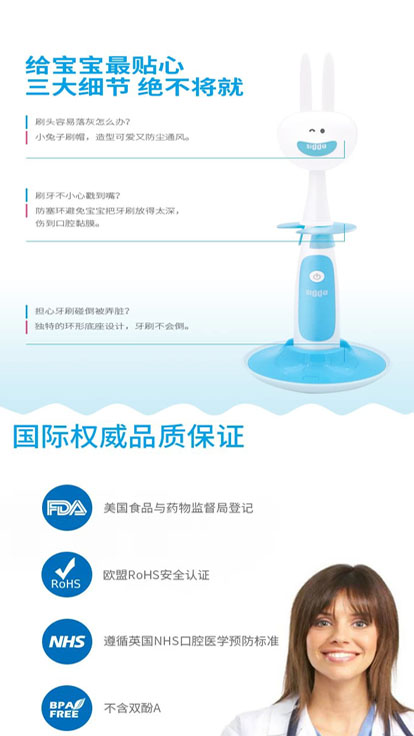 给宝宝最贴心
三大细节 绝不将就
刷头容易落灰怎么办?
小兔子刷帽，造型可爱又防尘通风。
siggo
刷牙不小心戳到嘴?
防塞环避免宝宝把牙刷放得太深，
伤到口腔黏膜。
siggo
担心牙刷碰倒被弄脏?
独特的环形底座设计，牙刷不会倒。
国际权威品质保证
FDA 美国食品与药物监督局登记
RoHS 欧盟RoHS安全认证
NHS 遵循英国NHS口腔医学预防标准
BPA
FREE 不含双酚A